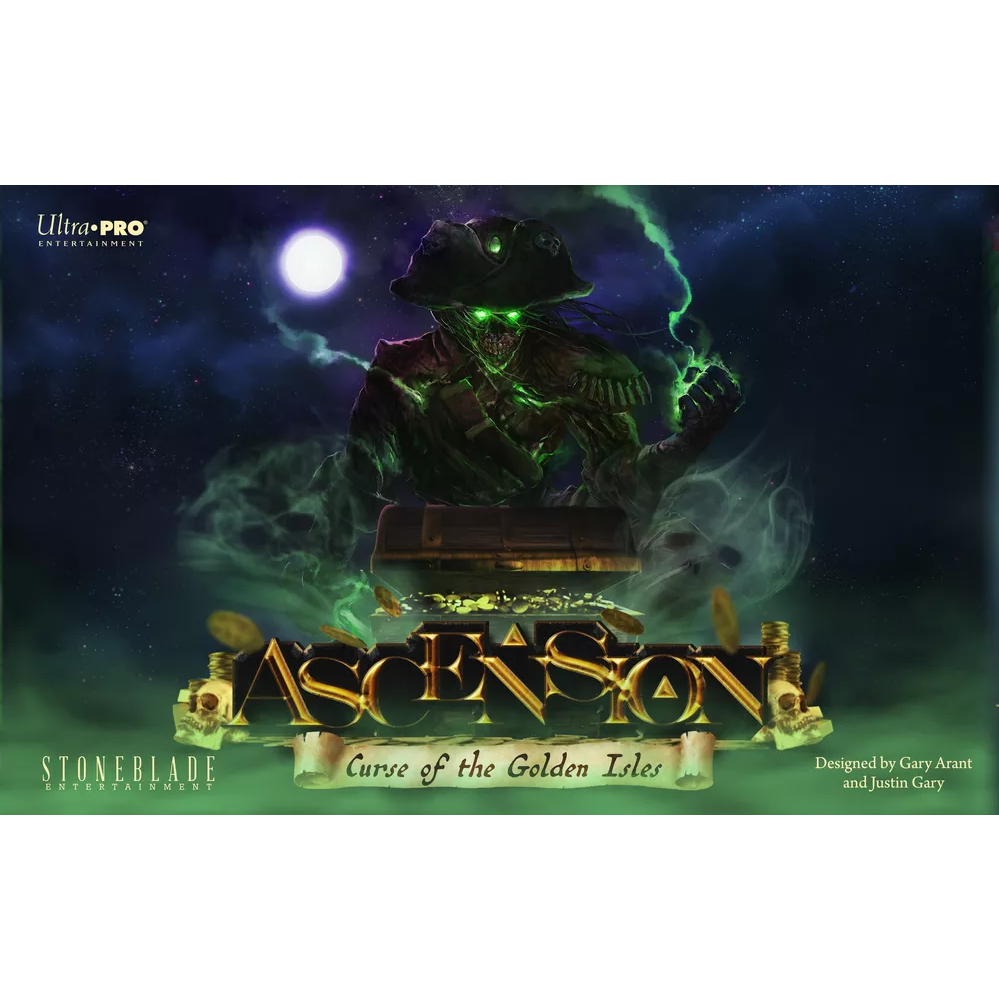 Ultra•PRO®
ENTERTAINMENT
ASCENSION
Curse of the Golden Isles
STONEBLADE
ENTERTAINMENT
Designed by Gary Arant
and Justin Gary